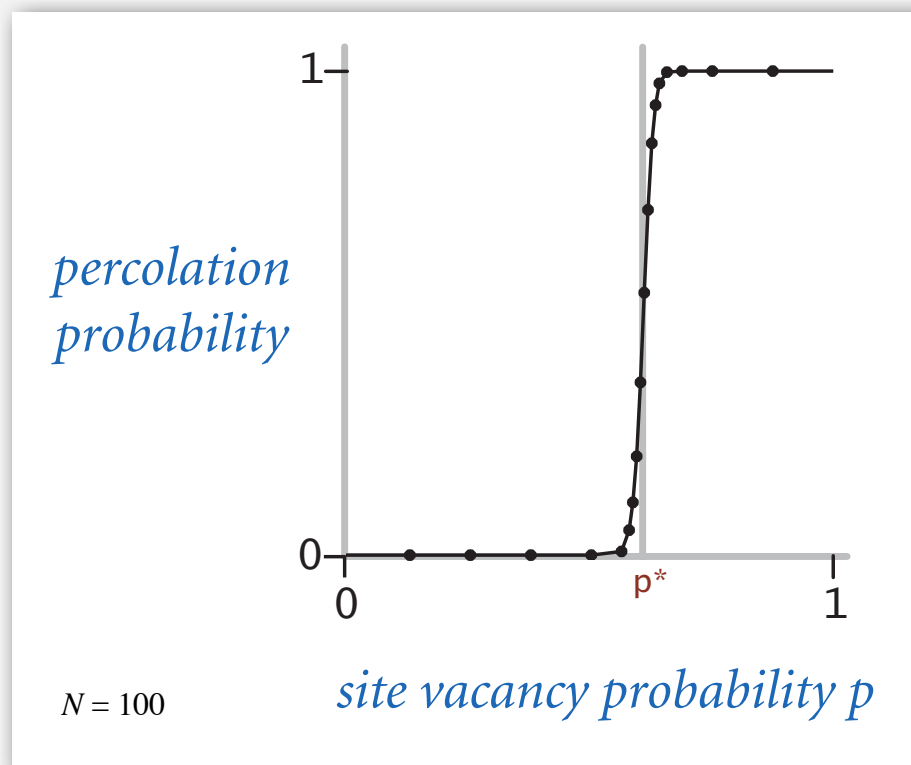 1
percolation
probability
0
p*
0
1
site vacancy probability p
N = 100